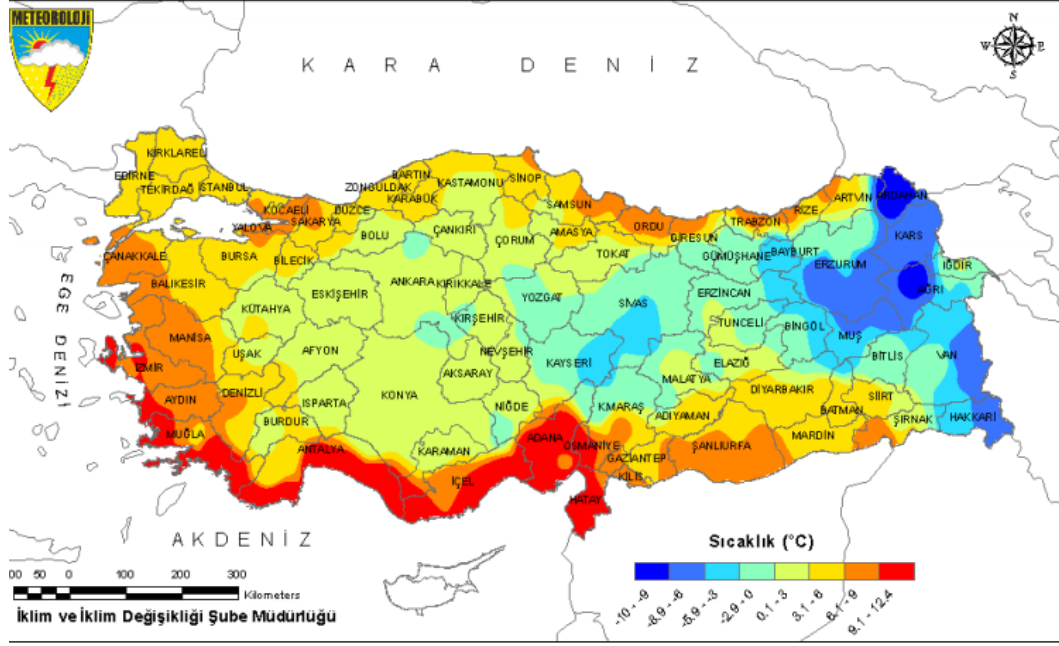 METEOROLOJİ
N
W E
S
K A R A D E N İ Z
KIRKLARELİ
EDİRNE
TEKİRDAĞ İSTANBUL
KOCAELİ
YALOVA
SAKARYA
DÜZCE
ZONGULDAK
BARTIN
KARABÜK
KASTAMONU
SİNOP
SAMSUN
ORDU
GİRESUN
TRABZON
RİZE
ARTVİN
ARDAHAN
ÇANAKKALE
BURSA
BİLECİK
BOLU
ÇANKIRI
ÇORUM
AMASYA
TOKAT
GÜMÜŞHANE
BAYBURT
ERZURUM
KARS
IĞDIR
AĞRI
BALIKESİR
KÜTAHYA
ESKİŞEHİR
ANKARA
KIRIKKALE
YOZGAT
SIVAS
ERZİNCAN
TUNCELİ
BİNGÖL
MUŞ
BİTLİS
VAN
MANİSA
UŞAK
AFYON
KIRŞEHİR
NEVŞEHİR
KAYSERİ
MALATYA
ELAZIĞ
DİYARBAKIR
BATMAN
SİİRT
ŞIRNAK
HAKKARİ
İZMİR
AYDIN
DENİZLİ
ISPARTA
BURDUR
KONYA
AKSARAY
NİĞDE
KMARAŞ
ADIYAMAN
ŞANLIURFA
MARDİN
MUĞLA
ANTALYA
KARAMAN
İÇEL
ADANA
OSMANİYE
GAZİANTEP
KİLİS
HATAY
EGE DENİZİ
A K D E N İ Z
50 0 100 200 300
Kilometers
İklim ve İklim Değişikliği Şube Müdürlüğü
Sıcaklık (°C)
-10 - -9
-8.9 - -6
-5.9 - -3
-2.9 - 0
0.1 - 3
3.1 - 6
6.1 - 9
9.1 - 12.4